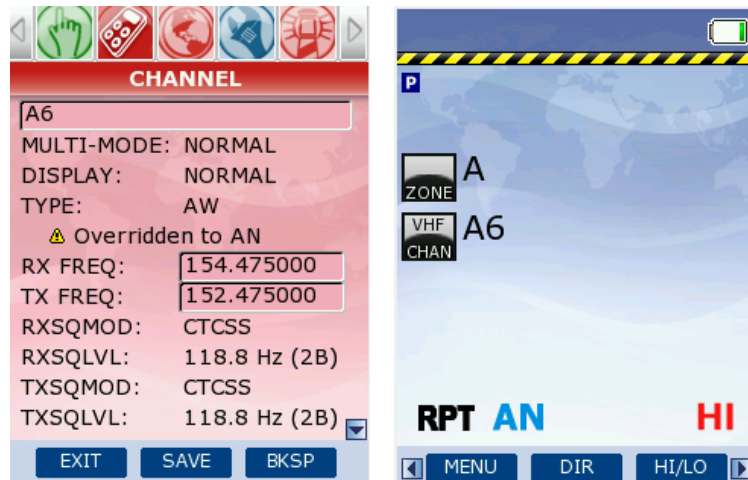 CHANNEL
A6
MULTI-MODE: NORMAL
DISPLAY: NORMAL
TYPE: AW
Overridden to AN
RX FREQ: 154.475000
TX FREQ: 152.475000
RXSQMOD: CTCSS
RXSQLVL: 118.8 Hz (2B)
TXSQMOD: CTCSS
TXSQLVL: 118.8 Hz (2B)
EXIT SAVE BKSP
P
ZONE A
VHF CHAN A6
RPT AN HI
MENU DIR HI/LO